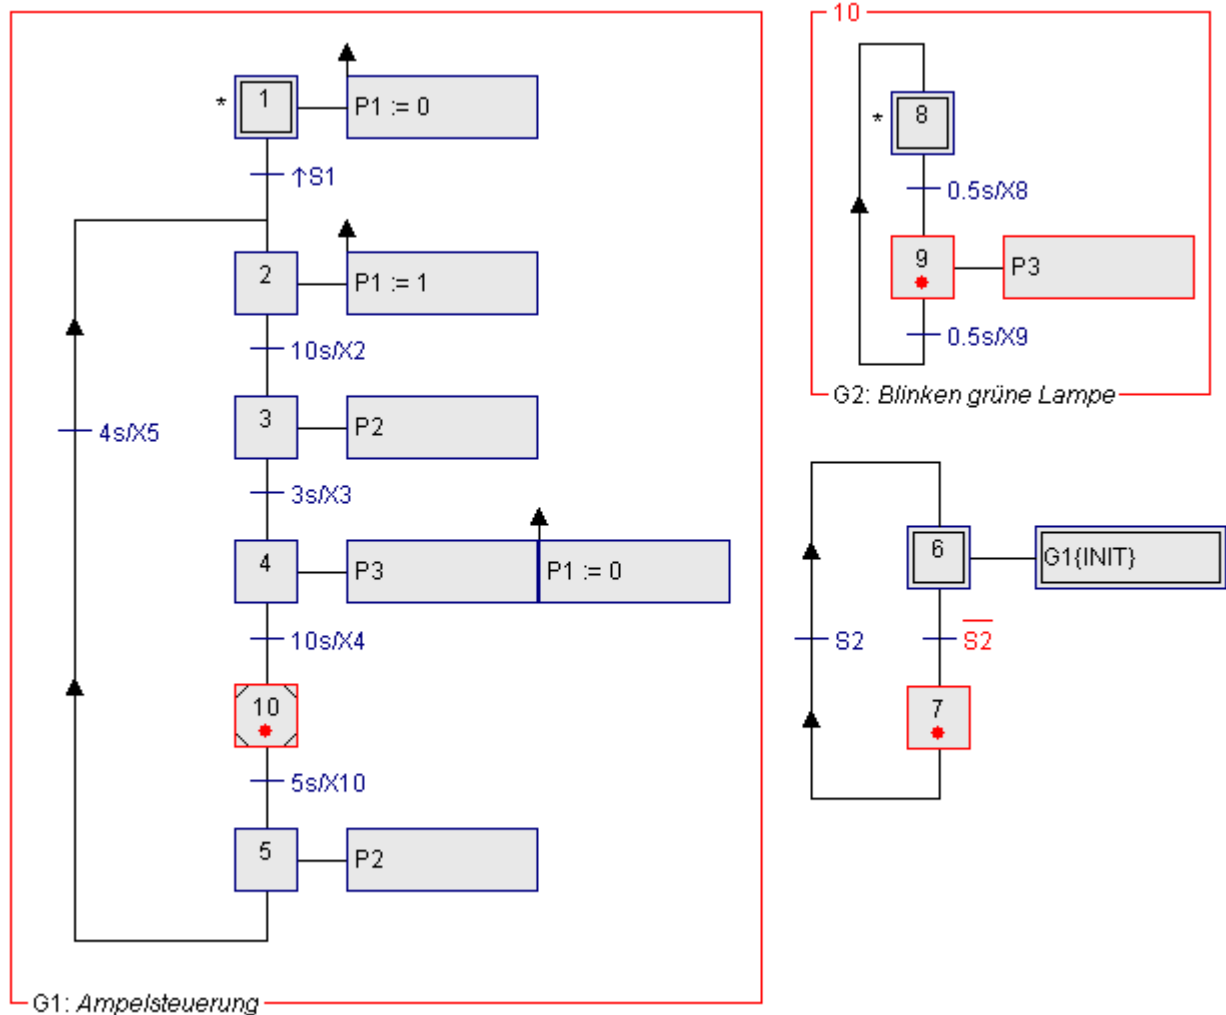 *
1
P1 := 0
↑S1
2
P1 := 1
10s/X2
3
P2
4s/X5
3s/X3
4
P3
P1 := 0
10s/X4
10
5s/X10
5
P2
G1: Ampelsteuerung
10
*
8
0.5s/X8
9
P3
0.5s/X9
G2: Blinken grüne Lampe
6
G1{INIT}
S2
S̅2̅
7